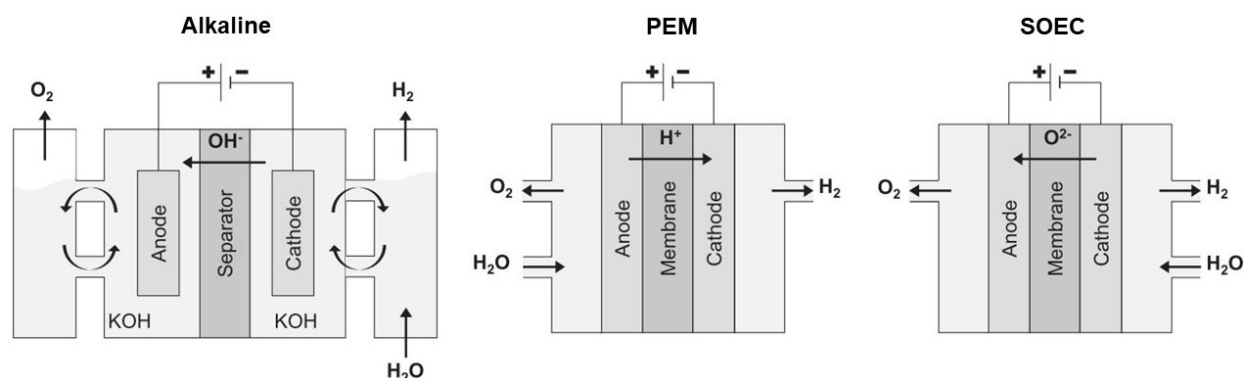 Alkaline
+ −
O₂
H₂
OH⁻
Anode
Separator
Cathode
KOH
KOH
H₂O
PEM
+ −
H⁺
O₂
H₂
H₂O
Anode
Membrane
Cathode
SOEC
+ −
O²⁻
O₂
H₂
H₂O
Anode
Membrane
Cathode